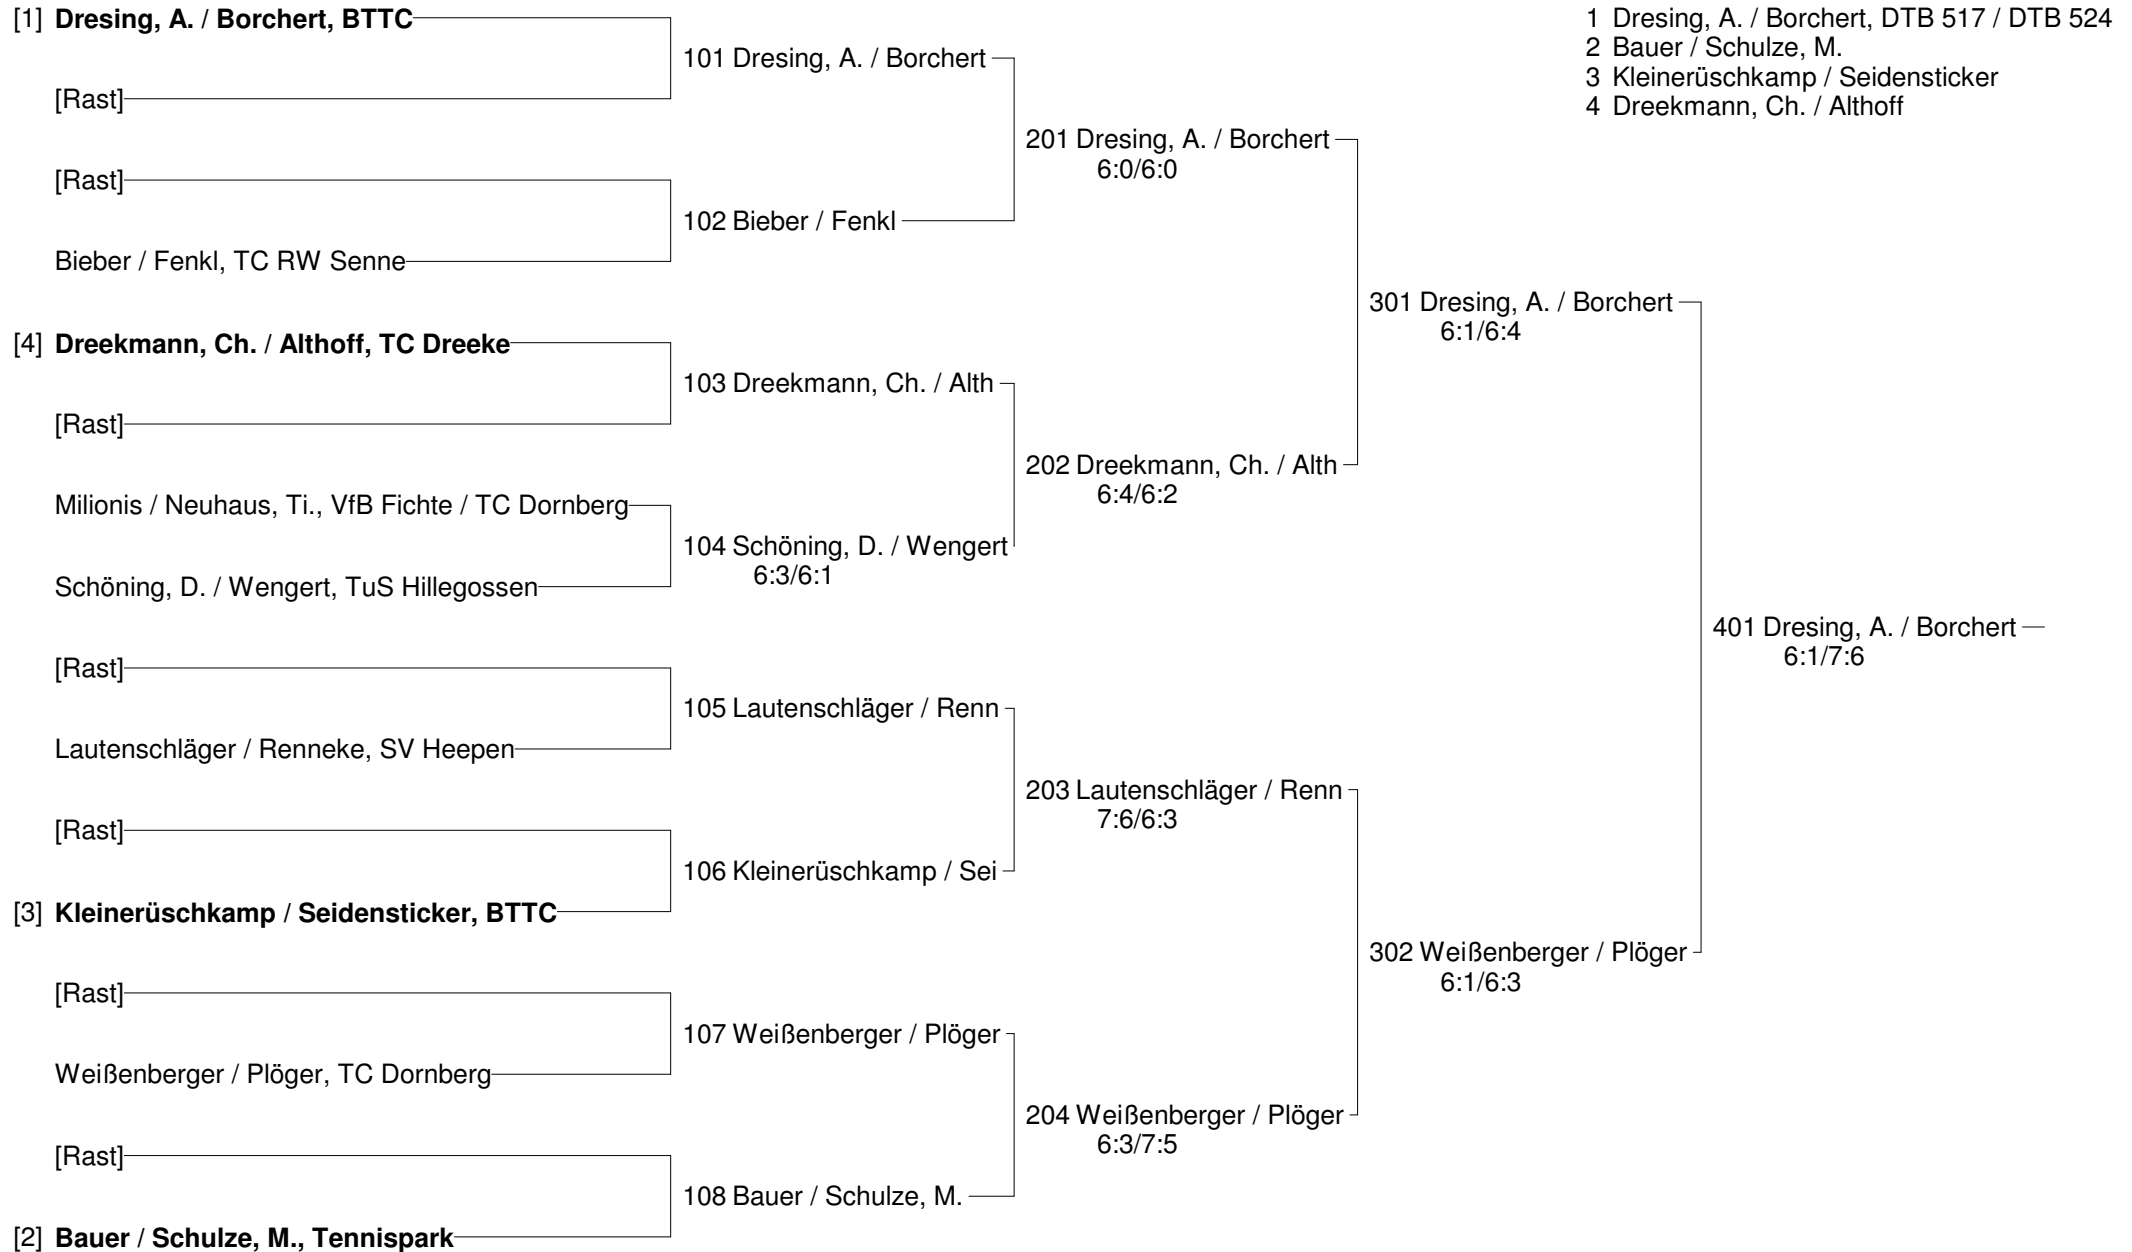 [1] Dresing, A. / Borchert, BTTC
[Rast]
[Rast]
Bieber / Fenkl, TC RW Senne
[4] Dreekmann, Ch. / Althoff, TC Dreeke
[Rast]
Milionis / Neuhaus, Ti., VfB Fichte / TC Dornberg
Schöning, D. / Wengert, TuS Hillegossen
[Rast]
Lautenschläger / Renneke, SV Heepen
[Rast]
[3] Kleinerüschkamp / Seidensticker, BTTC
[Rast]
Weißenberger / Plöger, TC Dornberg
[Rast]
[2] Bauer / Schulze, M., Tennispark
101 Dresing, A. / Borchert
102 Bieber / Fenkl
103 Dreekmann, Ch. / Alth
104 Schöning, D. / Wengert
6:3/6:1
105 Lautenschläger / Renn
106 Kleinerüschkamp / Sei
107 Weißenberger / Plöger
108 Bauer / Schulze, M.
201 Dresing, A. / Borchert
6:0/6:0
202 Dreekmann, Ch. / Alth
6:4/6:2
203 Lautenschläger / Renn
7:6/6:3
204 Weißenberger / Plöger
6:3/7:5
301 Dresing, A. / Borchert
6:1/6:4
302 Weißenberger / Plöger
6:1/6:3
401 Dresing, A. / Borchert
6:1/7:6
1 Dresing, A. / Borchert, DTB 517 / DTB 524
2 Bauer / Schulze, M.
3 Kleinerüschkamp / Seidensticker
4 Dreekmann, Ch. / Althoff